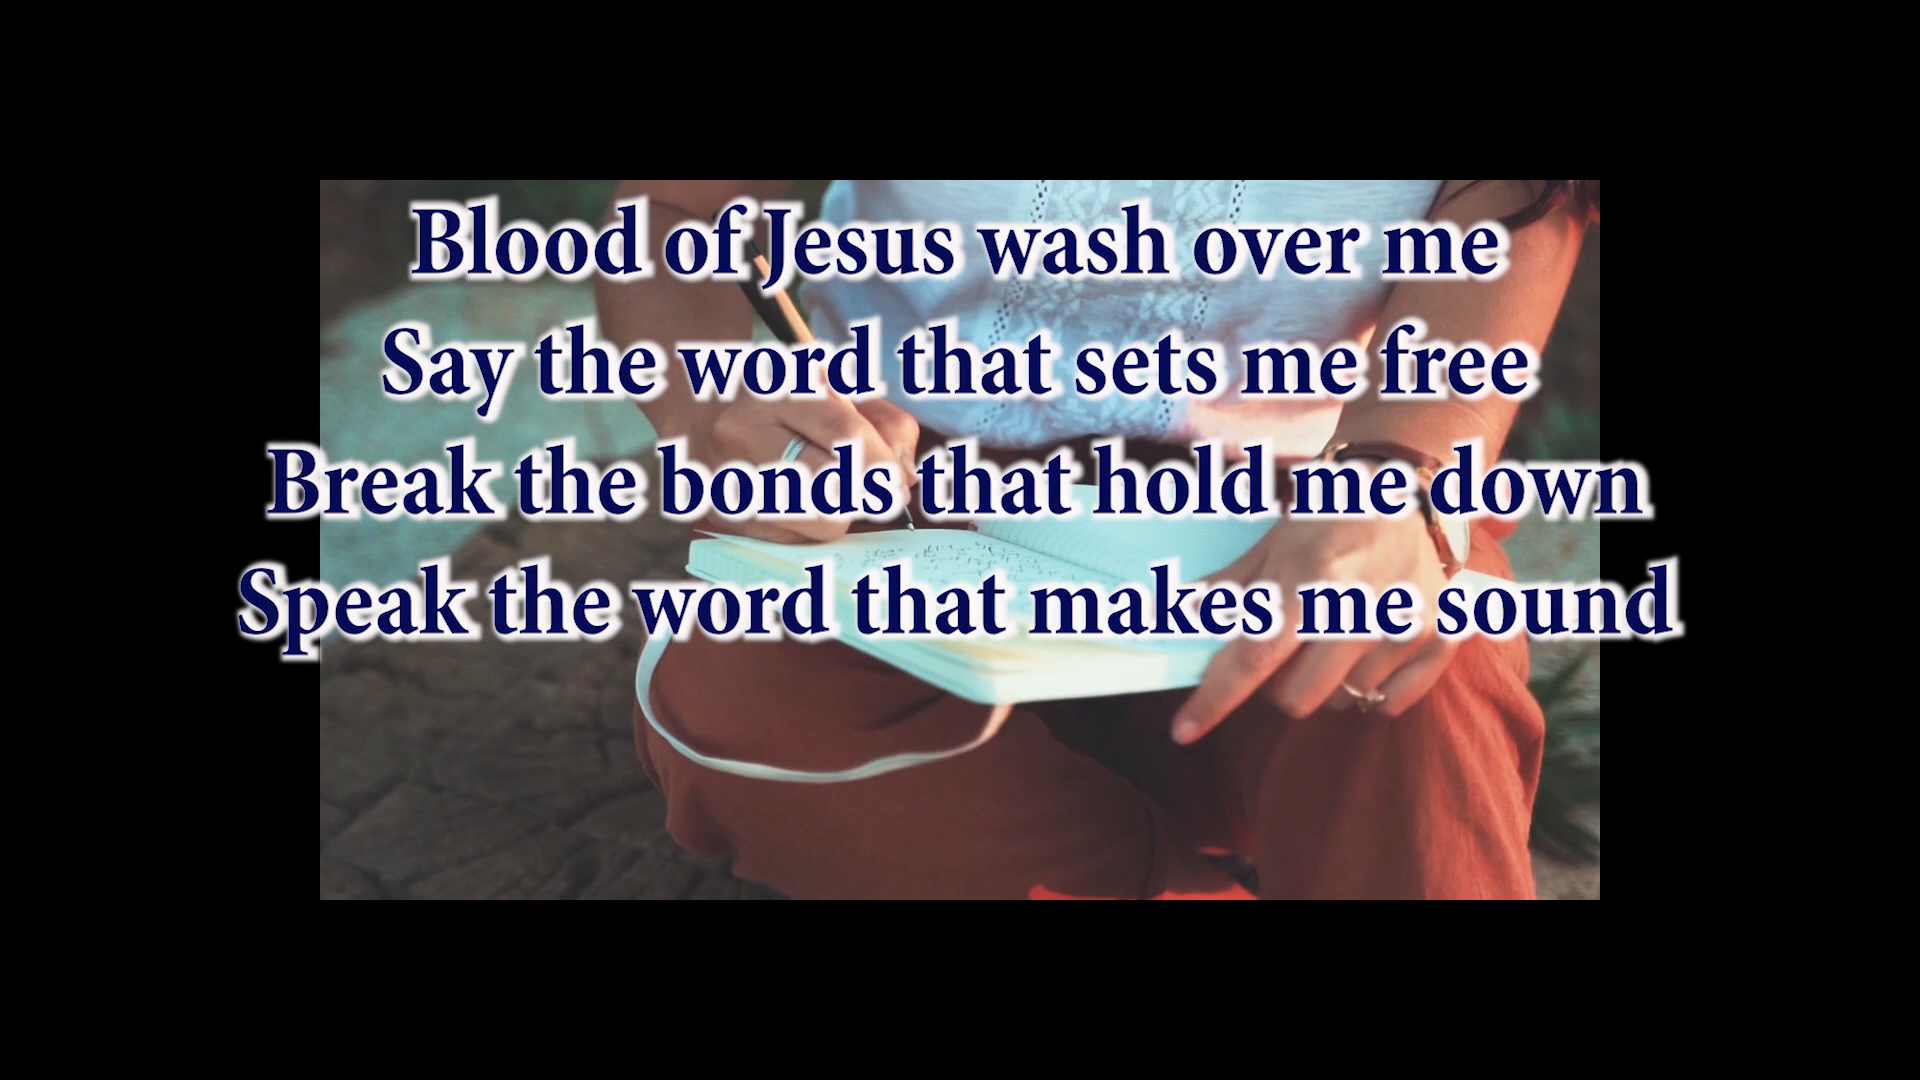 Blood of Jesus wash over me
Say the word that sets me free
Break the bonds that hold me down
Speak the word that makes me sound